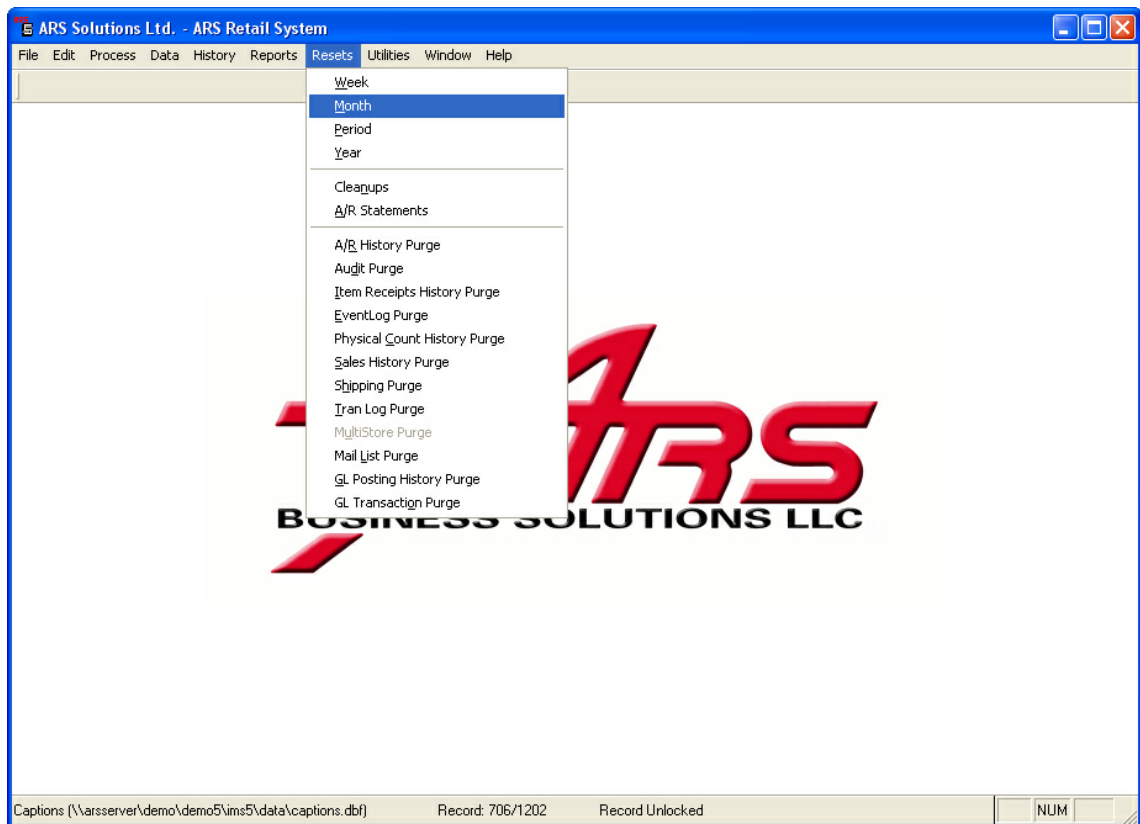 ARS Solutions Ltd. - ARS Retail System
File Edit Process Data History Reports Resets Utilities Window Help
Week
Month
Period
Year
Cleanups
A/R Statements
A/R History Purge
Audit Purge
Item Receipts History Purge
EventLog Purge
Physical Count History Purge
Sales History Purge
Shipping Purge
Tran Log Purge
MultiStore Purge
Mail List Purge
GL Posting History Purge
GL Transaction Purge
ARS
BUSINESS SOLUTIONS LLC
Captions (\\arsserver\demo\demo5\ims5\data\captions.dbf) Record: 706/1202 Record Unlocked NUM